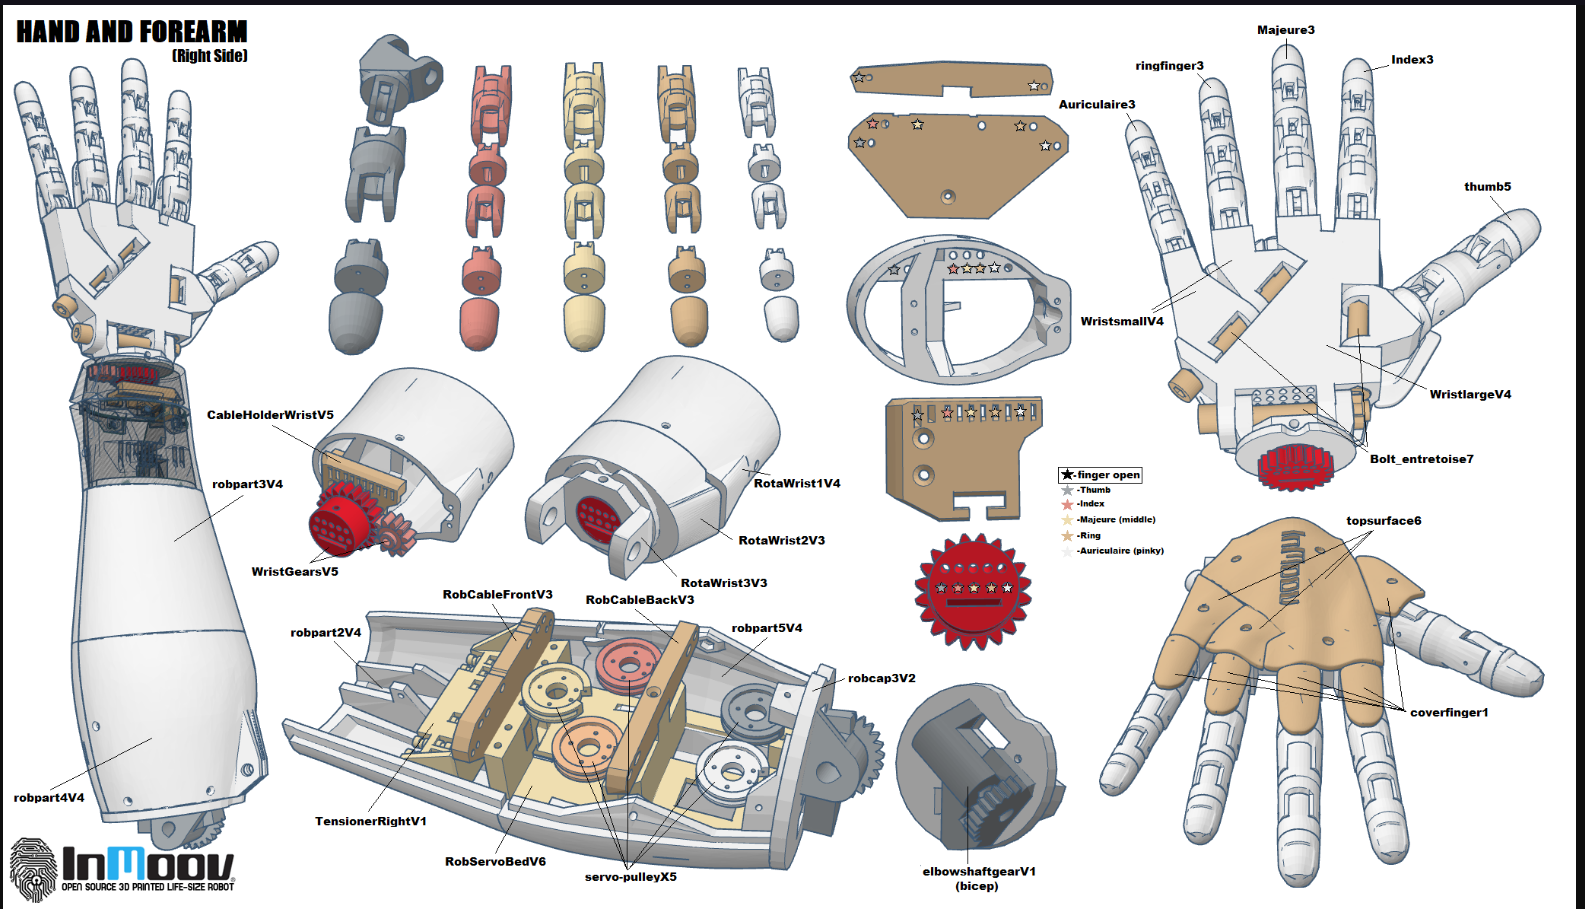 HAND AND FOREARM
(Right Side)
Majeure3
ringfinger3
Index3
Auriculaire3
thumb5
WristsmallV4
WristlargeV4
Bolt_entretoise7
CableHolderWristV5
robpart3V4
WristGearsV5
RotaWrist1V4
RotaWrist2V3
RotaWrist3V3
★-finger open
★-Thumb
★-Index
★-Majeure (middle)
★-Ring
★-Auriculaire (pinky)
topsurface6
InMoov
coverfinger1
RobCableFrontV3
RobCableBackV3
robpart2V4
robpart5V4
robcap3V2
robpart4V4
TensionerRightV1
RobServoBedV6
servo-pulleyX5
elbowshaftgearV1
(bicep)
InMoov
OPEN SOURCE 3D PRINTED LIFE-SIZE ROBOT